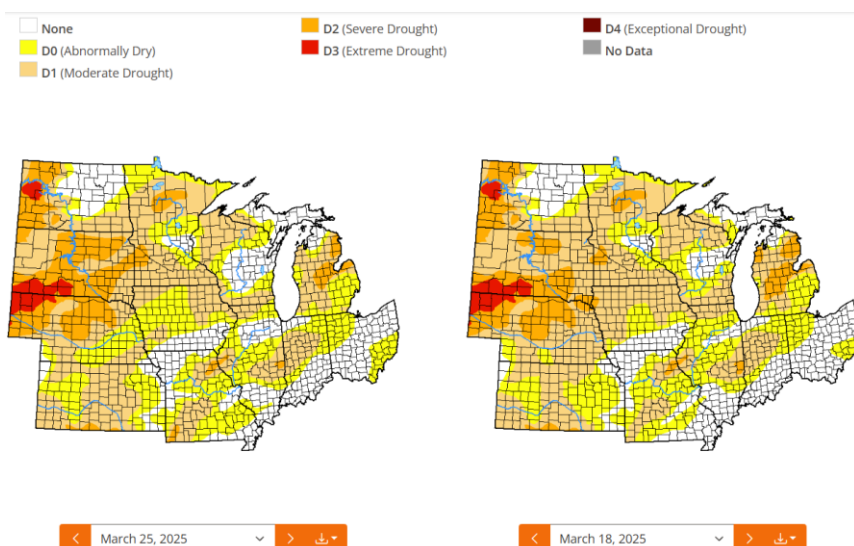 None
D0 (Abnormally Dry)
D1 (Moderate Drought)
D2 (Severe Drought)
D3 (Extreme Drought)
D4 (Exceptional Drought)
No Data
March 25, 2025
March 18, 2025